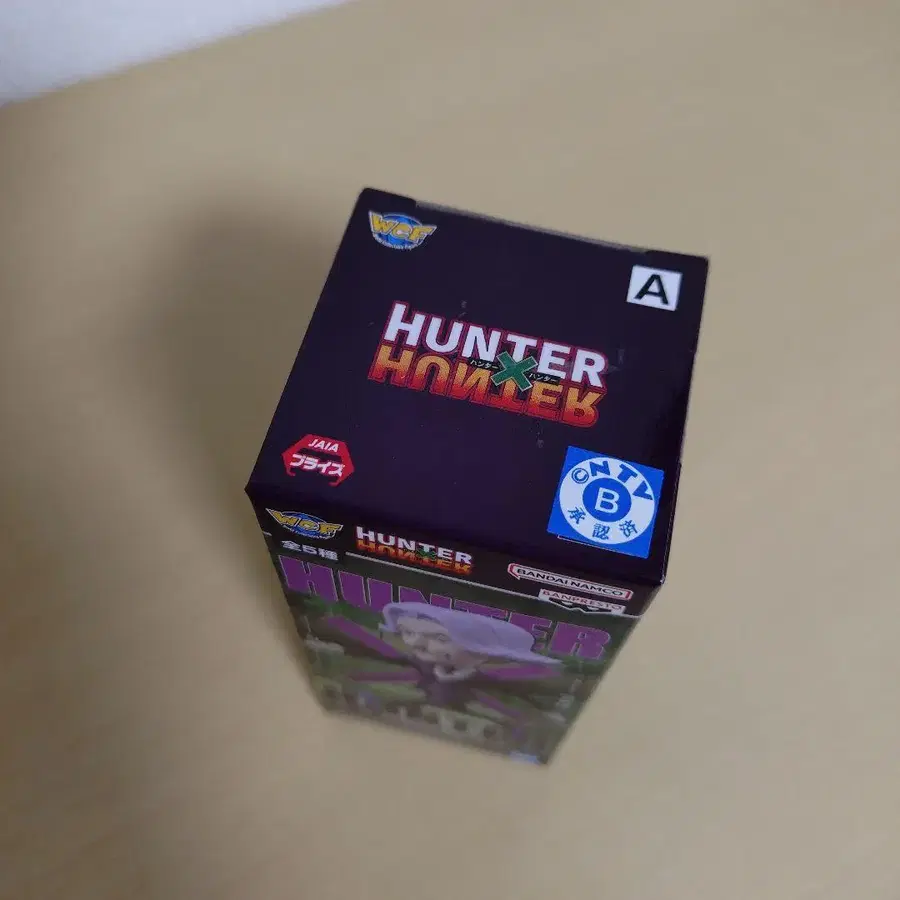 WCF
A
HUNTER
ハンター×ハンター
HUNTER
JAIA
プライズ
©NTV
B
承認済
WCF
全5種
HUNTER
HUNTER
BANDAI NAMCO
BANPRESTO
HUNTER